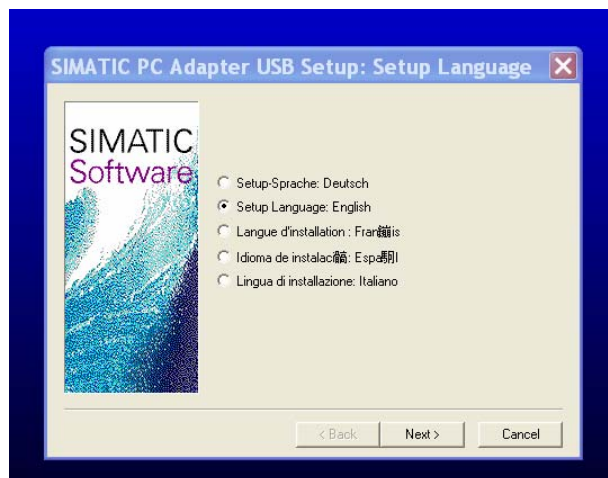 SIMATIC PC Adapter USB Setup: Setup Language
SIMATIC
Software
Setup-Sprache: Deutsch
Setup Language: English
Langue d'installation :
Idioma de
Lingua di installazione: Italiano
< Back
Next >
Cancel